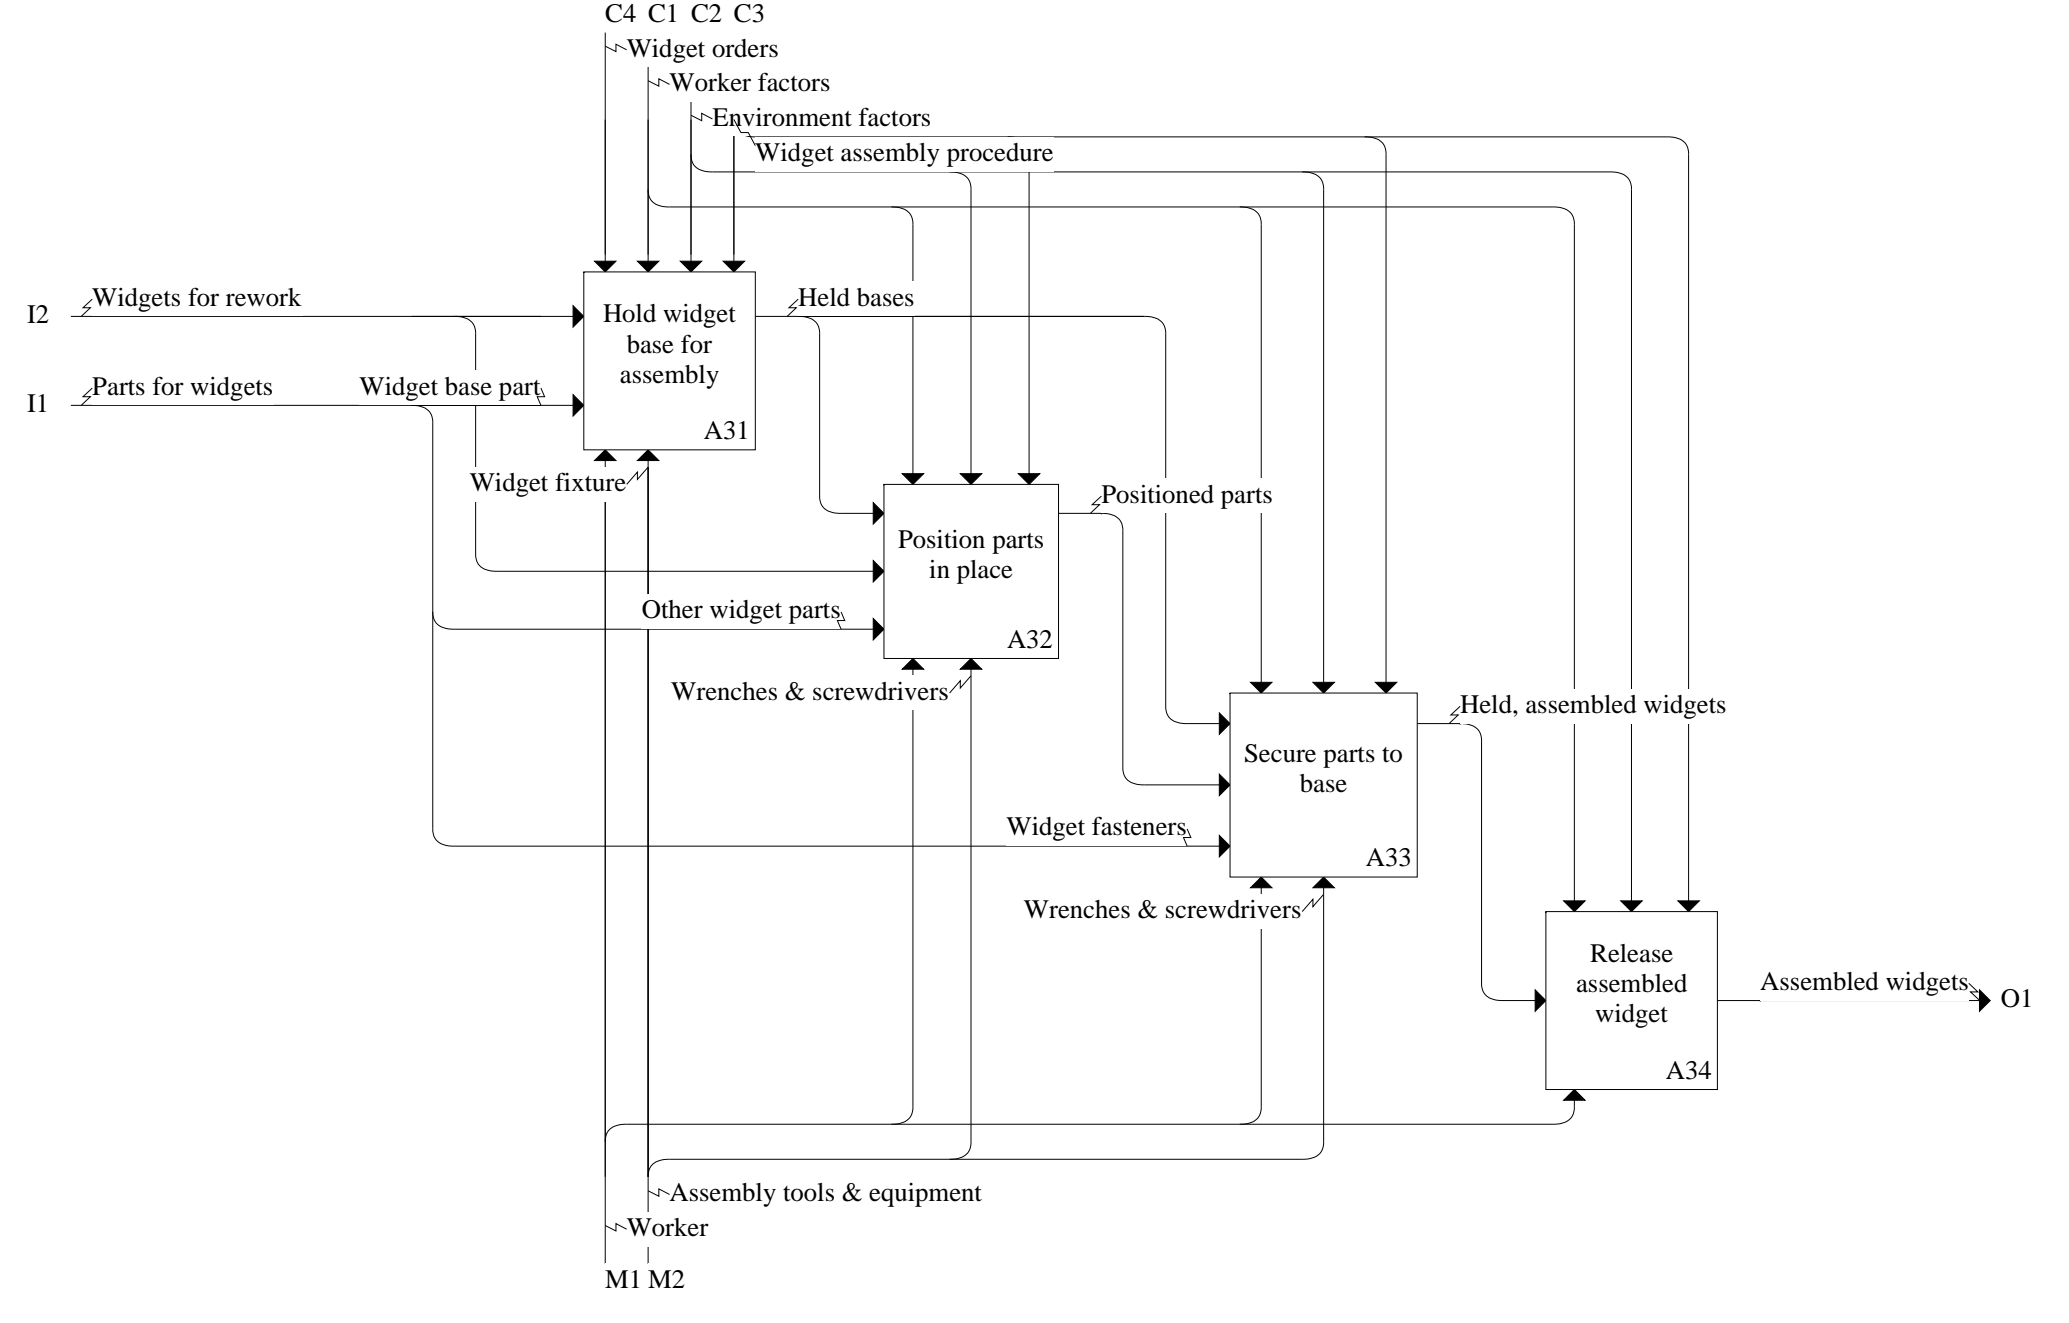 C4 C1 C2 C3
Widget orders
Worker factors
Environment factors
Widget assembly procedure
I2
Widgets for rework
Held bases
Hold widget
base for
assembly
A31
I1
Parts for widgets
Widget base part
Widget fixture
Positioned parts
Position parts
in place
A32
Other widget parts
Wrenches & screwdrivers
Held, assembled widgets
Secure parts to
base
A33
Widget fasteners
Wrenches & screwdrivers
Release
assembled
widget
A34
Assembled widgets
O1
Assembly tools & equipment
Worker
M1 M2